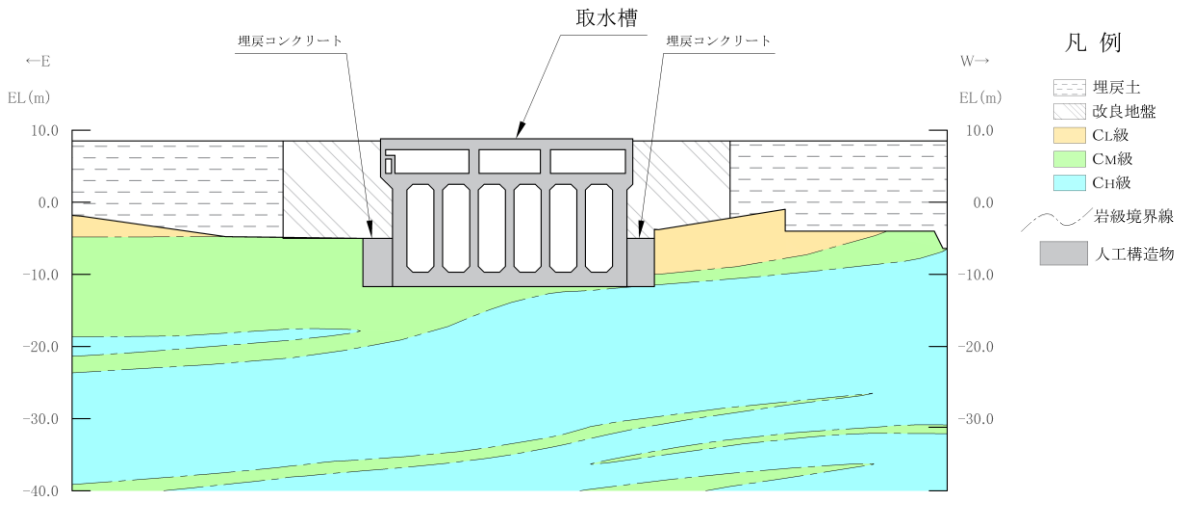 取水槽
埋戻コンクリート
埋戻コンクリート
←E
W→
EL(m)
EL(m)
10.0
0.0
-10.0
-20.0
-30.0
-40.0
10.0
0.0
-10.0
-20.0
-30.0
-40.0
凡 例
埋戻土
改良地盤
CL級
CM級
CH級
岩級境界線
人工構造物